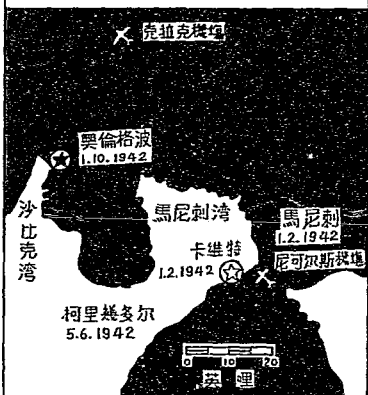 克拉克機場
奧倫格波
1.10.1942
沙比克湾
馬尼剌湾
馬尼剌
1.2.1942
卡維特
1.2.1942
尼可尔斯機場
柯里幾多尔
5.6.1942
0 10 20
英哩